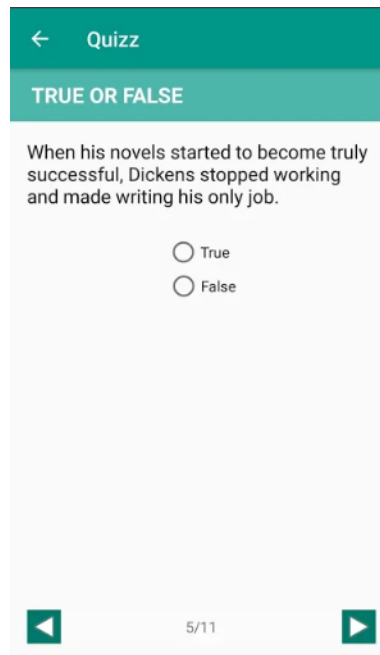 Quizz
TRUE OR FALSE
When his novels started to become truly
successful, Dickens stopped working
and made writing his only job.
True
False
5/11